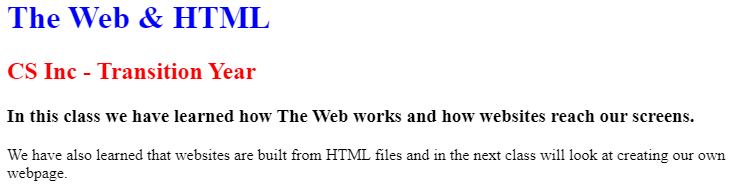 The Web & HTML
CS Inc - Transition Year
In this class we have learned how The Web works and how websites reach our screens.
We have also learned that websites are built from HTML files and in the next class will look at creating our own
webpage.